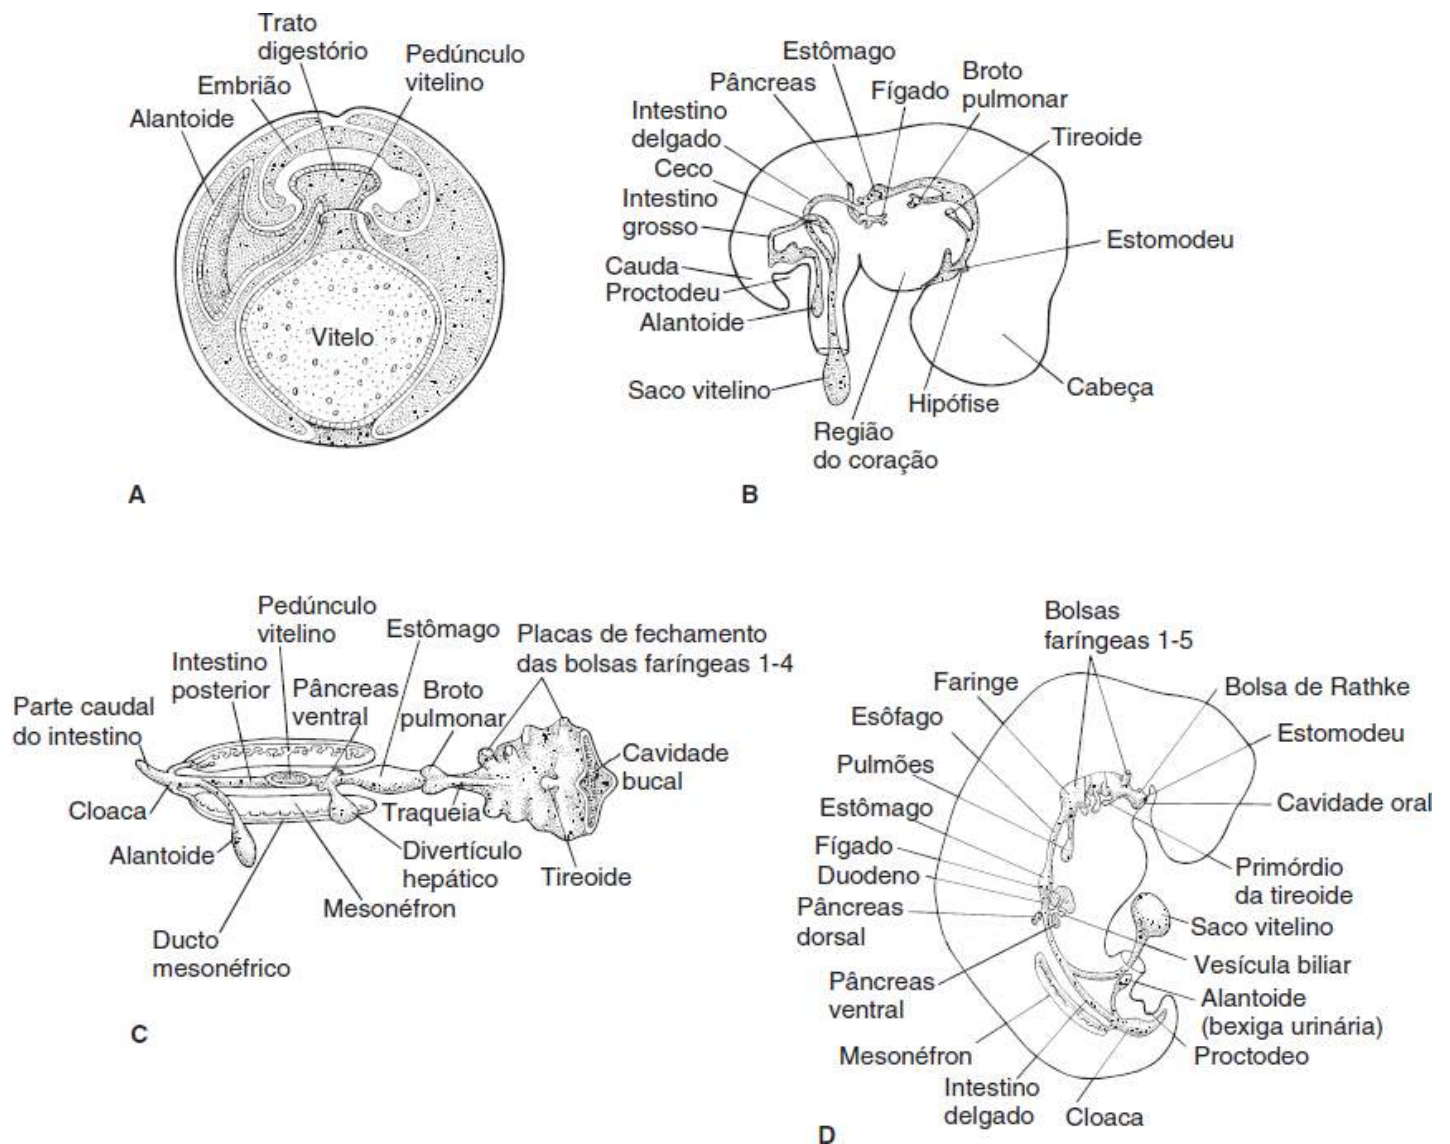 Trato
digestório
Pedúnculo
vitelino
Embrião
Alantoide
Vitelo
A
Estômago
Pâncreas
Fígado
Broto
pulmonar
Intestino
delgado
Tireoide
Ceco
Intestino
grosso
Estomodeu
Cauda
Proctodeu
Alantoide
Saco vitelino
Cabeça
Hipófise
Região
do coração
B
Pedúnculo
vitelino
Estômago
Placas de fechamento
das bolsas faríngeas 1-4
Intestino
posterior
Pâncreas
ventral
Broto
pulmonar
Parte caudal
do intestino
Cavidade
bucal
Cloaca
Traqueia
Alantoide
Divertículo
hepático
Tireoide
Mesonéfron
Ducto
mesonéfrico
C
Bolsas
faríngeas 1-5
Faringe
Bolsa de Rathke
Esôfago
Estomodeu
Pulmões
Estômago
Cavidade oral
Fígado
Duodeno
Primórdio
da tireoide
Pâncreas
dorsal
Saco vitelino
Vesícula biliar
Pâncreas
ventral
Alantoide
(bexiga urinária)
Mesonéfron
Proctodeo
Intestino
delgado
Cloaca
D